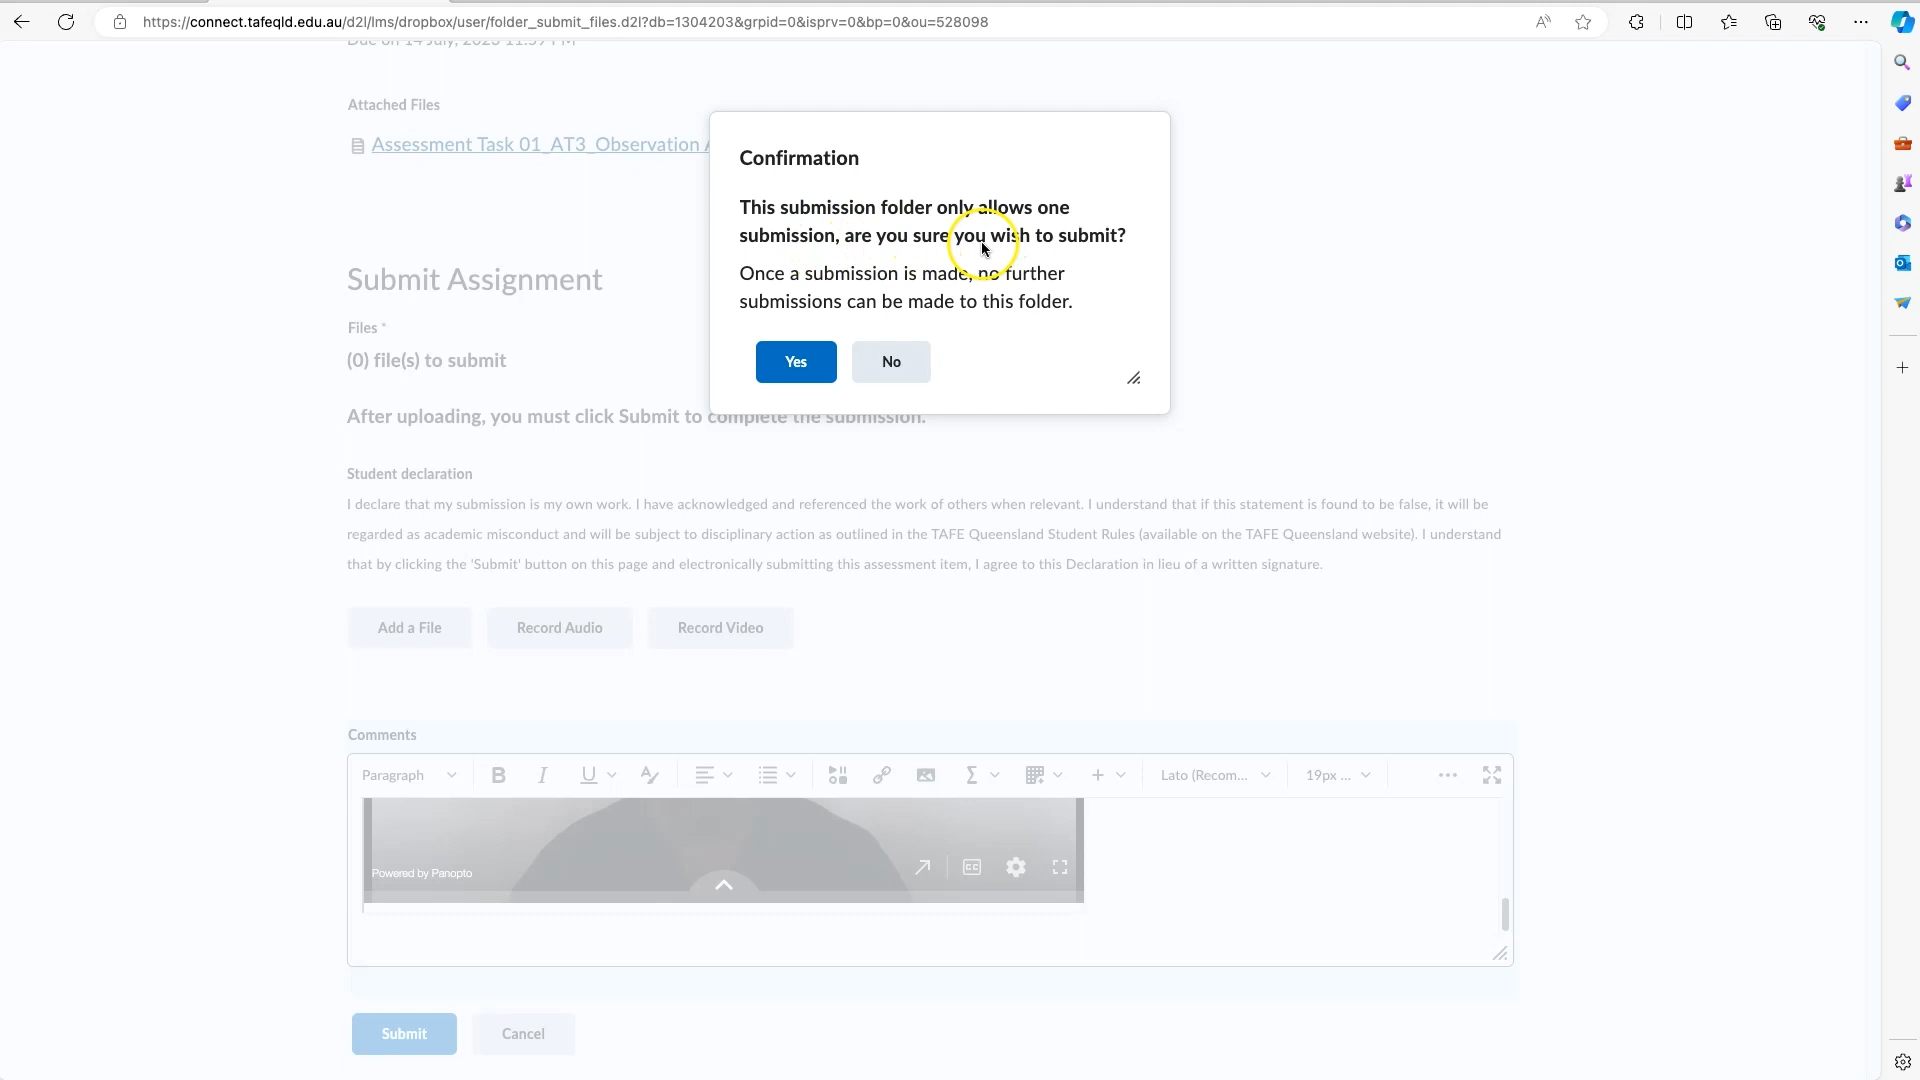 https://connect.tafeqld.edu.au/d2l/lms/dropbox/user/folder_submit_files.d2l?db=1304203&grpid=0&isprv=0&bp=0&ou=528098
Due on 14 July, 2023 11:59 PM
Attached Files
Assessment Task 01_AT3_Observation
Confirmation
This submission folder only allows one
submission, are you sure you wish to submit?
Once a submission is made, no further
submissions can be made to this folder.
Yes No
Submit Assignment
Files *
(0) file(s) to submit
After uploading, you must click Submit to complete the submission.
Student declaration
I declare that my submission is my own work. I have acknowledged and referenced the work of others when relevant. I understand that if this statement is found to be false, it will be
regarded as academic misconduct and will be subject to disciplinary action as outlined in the TAFE Queensland Student Rules (available on the TAFE Queensland website). I understand
that by clicking the 'Submit' button on this page and electronically submitting this assessment item, I agree to this Declaration in lieu of a written signature.
Add a File Record Audio Record Video
Comments
Paragraph B I U Lato (Recom... 19px ...
Powered by Panopto CC
Submit Cancel